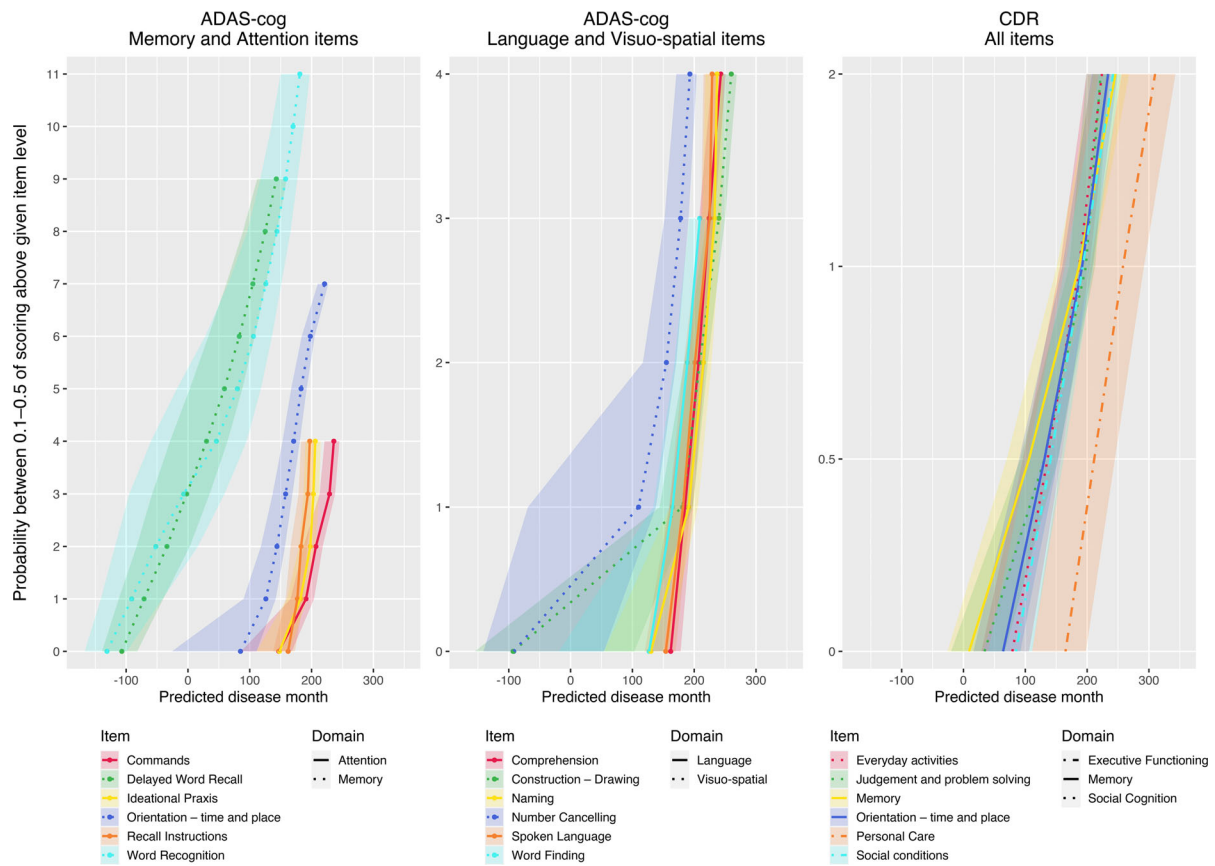 ADAS-cog
Memory and Attention items
ADAS-cog
Language and Visuo-spatial items
CDR
All items
Probability between 0.1–0.5 of scoring above given item level
11
10
9
8
7
6
5
4
3
2
1
0
-100 0 100 200 300
Predicted disease month
4
3
2
1
0
-100 0 100 200 300
Predicted disease month
2
1
0.5
0
-100 0 100 200 300
Predicted disease month
Item
Commands
Delayed Word Recall
Ideational Praxis
Orientation – time and place
Recall Instructions
Word Recognition
Domain
Attention
Memory
Item
Comprehension
Construction – Drawing
Naming
Number Cancelling
Spoken Language
Word Finding
Domain
Language
Visuo-spatial
Item
Everyday activities
Judgement and problem solving
Memory
Orientation – time and place
Personal Care
Social conditions
Domain
Executive Functioning
Memory
Social Cognition